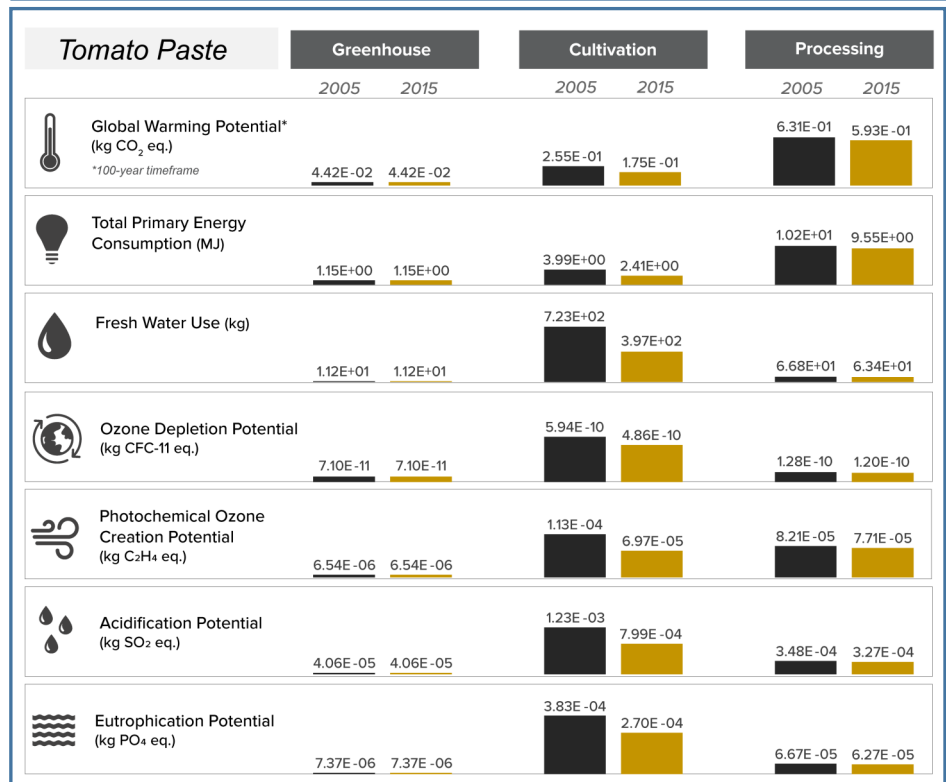 Tomato Paste
Greenhouse Cultivation Processing
2005 2015 2005 2015 2005 2015
Global Warming Potential*
(kg CO₂ eq.)
*100-year timeframe
4.42E -02 4.42E -02 2.55E -01 1.75E -01 6.31E -01 5.93E -01
Total Primary Energy
Consumption (MJ)
1.15E+00 1.15E+00 3.99E+00 2.41E+00 1.02E+01 9.55E+00
Fresh Water Use (kg)
1.12E+01 1.12E+01 7.23E+02 3.97E+02 6.68E+01 6.34E+01
Ozone Depletion Potential
(kg CFC-11 eq.)
7.10E -11 7.10E -11 5.94E -10 4.86E -10 1.28E -10 1.20E -10
Photochemical Ozone
Creation Potential
(kg C₂H₄ eq.)
6.54E -06 6.54E -06 1.13E -04 6.97E -05 8.21E -05 7.71E -05
Acidification Potential
(kg SO₂ eq.)
4.06E -05 4.06E -05 1.23E -03 7.99E -04 3.48E -04 3.27E -04
Eutrophication Potential
(kg PO₄ eq.)
7.37E -06 7.37E -06 3.83E -04 2.70E -04 6.67E -05 6.27E -05